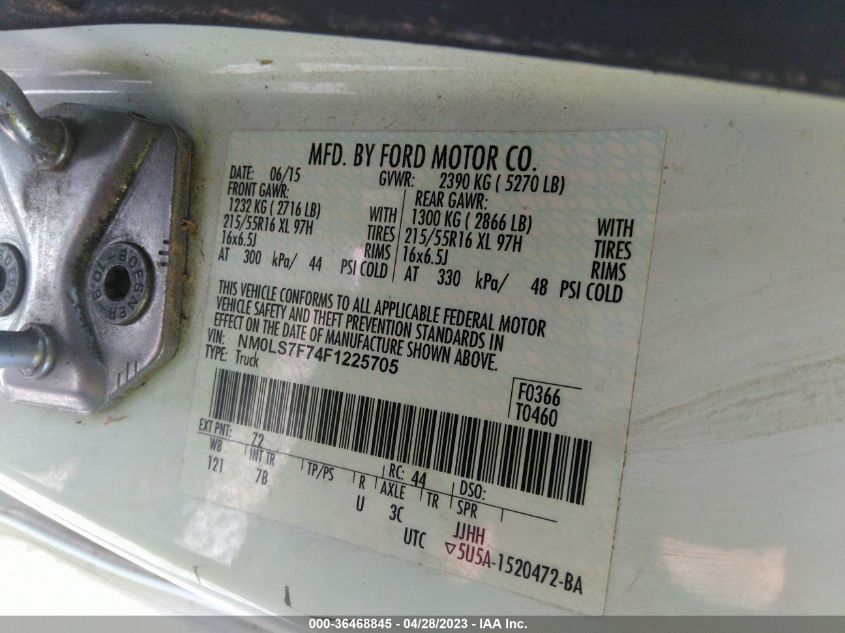 MFD. BY FORD MOTOR CO.
DATE: 06/15 GVWR: 2390 KG ( 5270 LB)
FRONT GAWR: REAR GAWR:
1232 KG ( 2716 LB) WITH 1300 KG ( 2866 LB) WITH
215/55R16 XL 97H TIRES 215/55R16 XL 97H TIRES
16x6.5J RIMS 16x6.5J RIMS
AT 300 kPa/ 44 PSI COLD AT 330 kPa/ 48 PSI COLD
THIS VEHICLE CONFORMS TO ALL APPLICABLE FEDERAL MOTOR
VEHICLE SAFETY AND THEFT PREVENTION STANDARDS IN
EFFECT ON THE DATE OF MANUFACTURE SHOWN ABOVE.
VIN: NM0LS7F74F1225705
TYPE: Truck
F0366
T0460
EXT PNT: 72 RC: 44 DSO:
WB INT TR TP/PS R AXLE TR SPR
121 7B U 3C JJHH
UTC ▽5U5A-1520472-BA
000-36468845 / 04/28/2023 - IAA Inc.